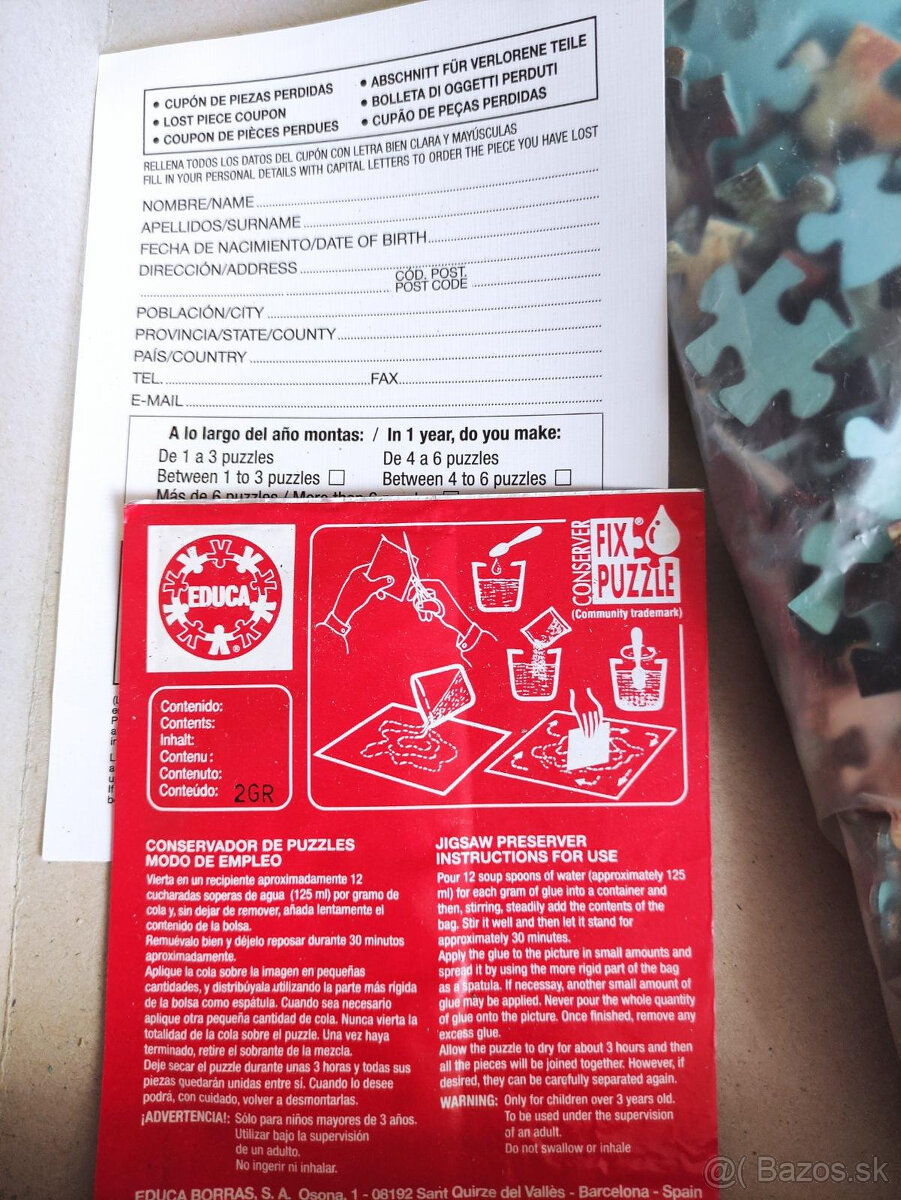 • CUPÓN DE PIEZAS PERDIDAS
• LOST PIECE COUPON
• COUPON DE PIÈCES PERDUES
• ABSCHNITT FÜR VERLORENE TEILE
• BOLLETA DI OGGETTI PERDUTI
• CUPÃO DE PEÇAS PERDIDAS
RELLENA TODOS LOS DATOS DEL CUPÓN CON LETRA BIEN CLARA Y MAYÚSCULAS
FILL IN YOUR PERSONAL DETAILS WITH CAPITAL LETTERS TO ORDER THE PIECE YOU HAVE LOST
NOMBRE/NAME
APELLIDOS/SURNAME
FECHA DE NACIMIENTO/DATE OF BIRTH
DIRECCIÓN/ADDRESS
CÓD. POST.
POST CODE
POBLACIÓN/CITY
PROVINCIA/STATE/COUNTY
PAÍS/COUNTRY
TEL. FAX
E-MAIL
A lo largo del año montas: / In 1 year, do you make:
De 1 a 3 puzzles De 4 a 6 puzzles
Between 1 to 3 puzzles Between 4 to 6 puzzles
Más de 6 puzzles / More than 6 puzzles
EDUCA
CONSERVER
FIX
PUZZLE
(Community trademark)
Contenido:
Contents:
Inhalt:
Contenu:
Contenuto:
Conteúdo: 2GR
CONSERVADOR DE PUZZLES
MODO DE EMPLEO
Vierta en un recipiente aproximadamente 12
cucharadas soperas de agua (125 ml) por gramo de
cola y, sin dejar de remover, añada lentamente el
contenido de la bolsa.
Remuévalo bien y déjelo reposar durante 30 minutos
aproximadamente.
Aplique la cola sobre la imagen en pequeñas
cantidades, y distribúyala utilizando la parte más rígida
de la bolsa como espátula. Cuando sea necesario
aplique otra pequeña cantidad de cola. Nunca vierta la
totalidad de la cola sobre el puzzle. Una vez haya
terminado, retire el sobrante de la mezcla.
Deje secar el puzzle durante unas 3 horas y todas sus
piezas quedarán unidas entre sí. Cuando lo desee
podrá, con cuidado, volver a desmontarlas.
¡ADVERTENCIA!: Sólo para niños mayores de 3 años.
Utilizar bajo la supervisión
de un adulto.
No ingerir ni inhalar.
JIGSAW PRESERVER
INSTRUCTIONS FOR USE
Pour 12 soup spoons of water (approximately 125
ml) for each gram of glue into a container and
then, stirring, steadily add the contents of the
bag. Stir it well and then let it stand for
approximately 30 minutes.
Apply the glue to the picture in small amounts and
spread it by using the more rigid part of the bag
as a spatula. If necessay, another small amount of
glue may be applied. Never pour the whole quantity
of glue onto the picture. Once finished, remove any
excess glue.
Allow the puzzle to dry for about 3 hours and then
all the pieces will be joined together. However, if
desired, they can be carefully separated again.
WARNING: Only for children over 3 years old.
To be used under the supervision
of an adult.
Do not swallow or inhale
EDUCA BORRAS, S. A. Osona, 1 - 08192 Sant Quirze del Vallès - Barcelona - Spain
@( Bazos.sk